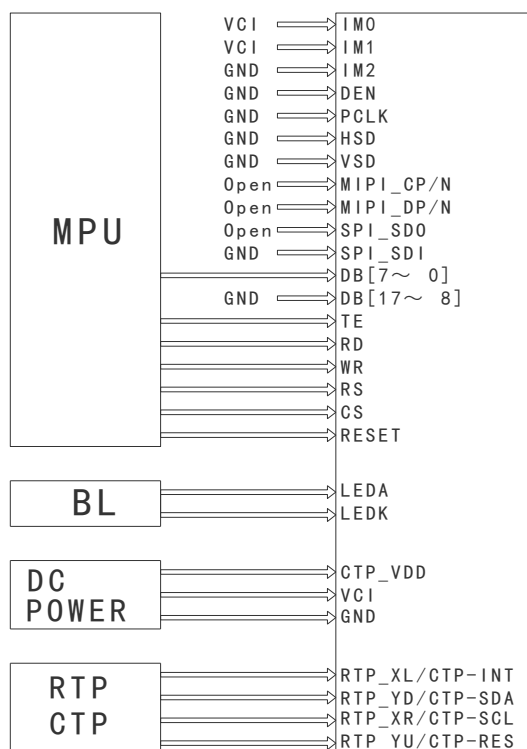 VCI IM0
VCI IM1
GND IM2
GND DEN
GND PCLK
GND HSD
GND VSD
Open MIPI_CP/N
Open MIPI_DP/N
Open SPI_SDO
GND SPI_SDI
MPU
DB[7～ 0]
GND DB[17～ 8]
TE
RD
WR
RS
CS
RESET
BL
LEDA
LEDK
DC
POWER
CTP_VDD
VCI
GND
RTP
CTP
RTP_XL/CTP-INT
RTP_YD/CTP-SDA
RTP_XR/CTP-SCL
RTP_YU/CTP-RES